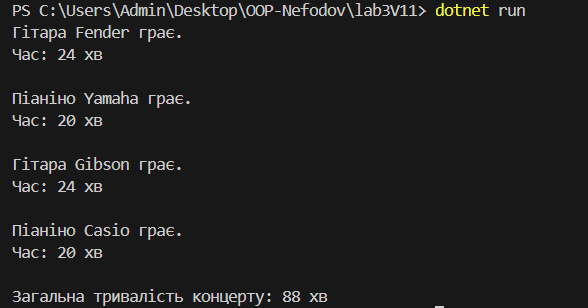 PS C:\Users\Admin\Desktop\OOP-Nefodov\lab3V11> dotnet run
Гітара Fender грає.
Час: 24 хв
Піаніно Yamaha грає.
Час: 20 хв
Гітара Gibson грає.
Час: 24 хв
Піаніно Casio грає.
Час: 20 хв
Загальна тривалість концерту: 88 хв